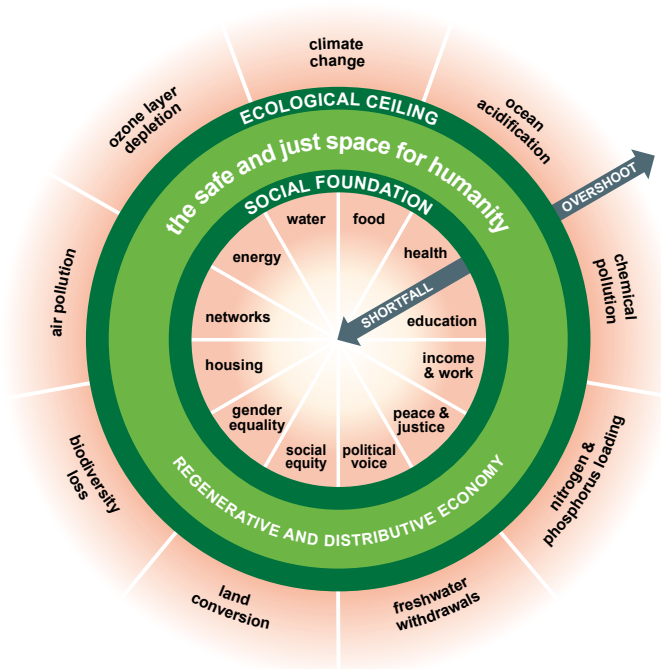 climate
change
ocean
acidification
chemical
pollution
nitrogen &
phosphorus loading
freshwater
withdrawals
land
conversion
biodiversity
loss
air pollution
ozone layer
depletion
ECOLOGICAL CEILING
the safe and just space for humanity
SOCIAL FOUNDATION
OVERSHOOT
SHORTFALL
water
food
health
education
income
& work
peace &
justice
political
voice
social
equity
gender
equality
housing
networks
energy
REGENERATIVE AND DISTRIBUTIVE ECONOMY